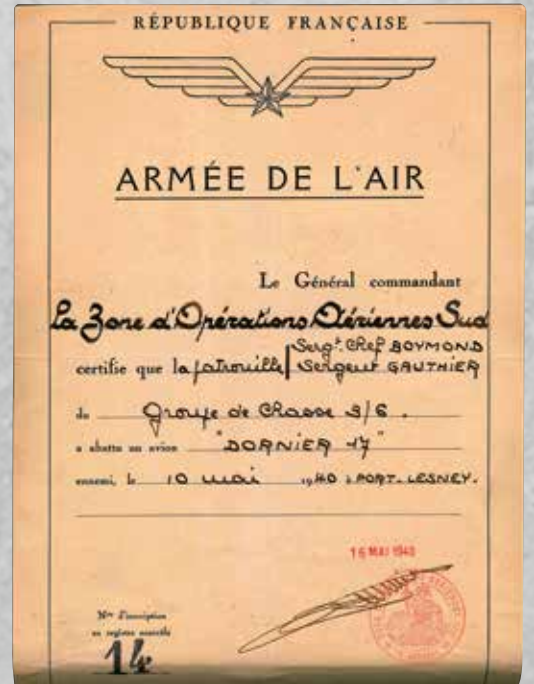 RÉPUBLIQUE FRANÇAISE
ARMÉE DE L'AIR
Le Général commandant
La Zone d'Opérations Aériennes Sud
certifie que la patrouille Sergt. Chef BOYMOND
Sergent GAUTHIER
du Groupe de Chasse 3/6.
a abattu un avion "DORNIER 17"
ennemi, le 10 mai 1940 à PORT-LESNEY.
16 MAI 1940
Nos d'inscription
au registre
14